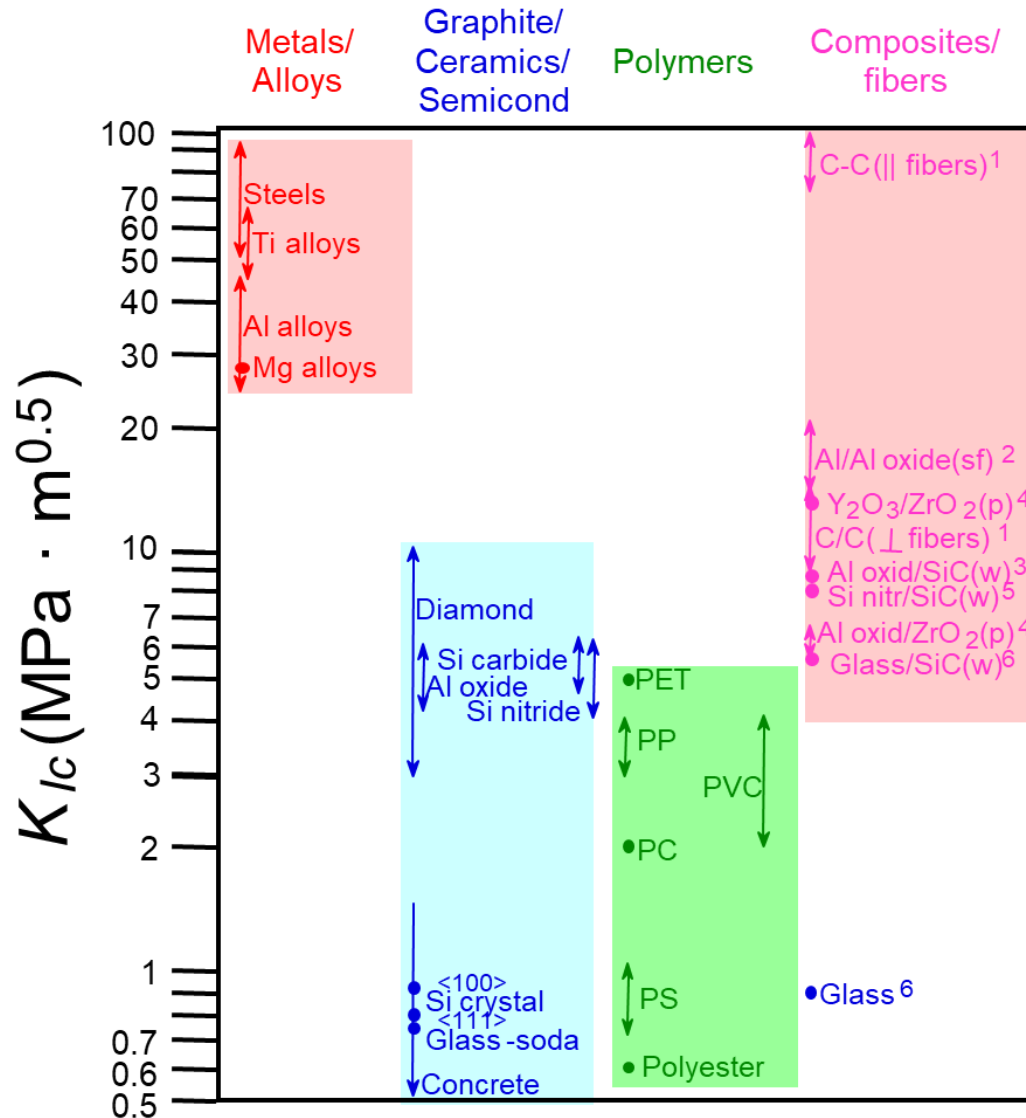 Metals/
Alloys
Graphite/
Ceramics/
Semicond
Polymers
Composites/
fibers
K_Ic (MPa · m^0.5)
100
70
60
50
40
30
20
10
7
6
5
4
3
2
1
0.7
0.6
0.5
Steels
Ti alloys
Al alloys
Mg alloys
Diamond
Si carbide
Al oxide
Si nitride
<100>
Si crystal
<111>
Glass -soda
Concrete
PET
PP
PVC
PC
PS
Polyester
C-C(|| fibers)¹
Al/Al oxide(sf) ²
Y₂O₃/ZrO₂(p)⁴
C/C(⊥ fibers) ¹
Al oxid/SiC(w)³
Si nitr/SiC(w)⁵
Al oxid/ZrO₂(p)⁴
Glass/SiC(w)⁶
Glass ⁶